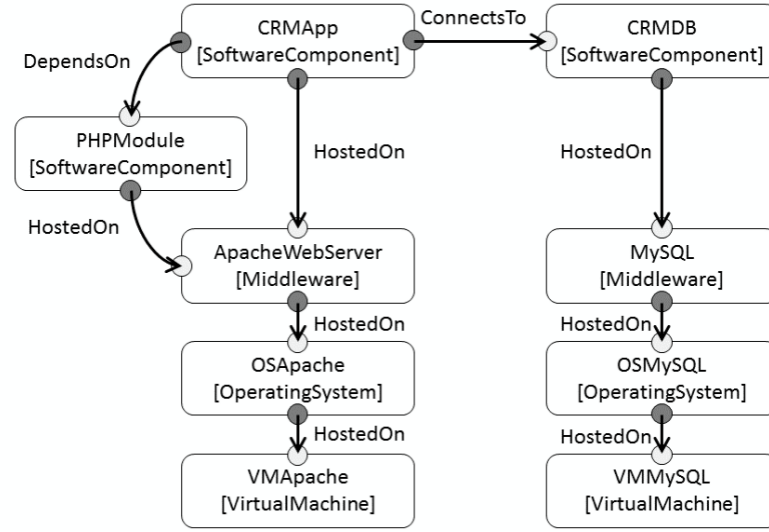 CRMApp
[SoftwareComponent]
ConnectsTo
CRMDB
[SoftwareComponent]
DependsOn
PHPModule
[SoftwareComponent]
HostedOn
HostedOn
HostedOn
ApacheWebServer
[Middleware]
MySQL
[Middleware]
HostedOn
HostedOn
OSApache
[OperatingSystem]
OSMySQL
[OperatingSystem]
HostedOn
HostedOn
VMApache
[VirtualMachine]
VMMySQL
[VirtualMachine]